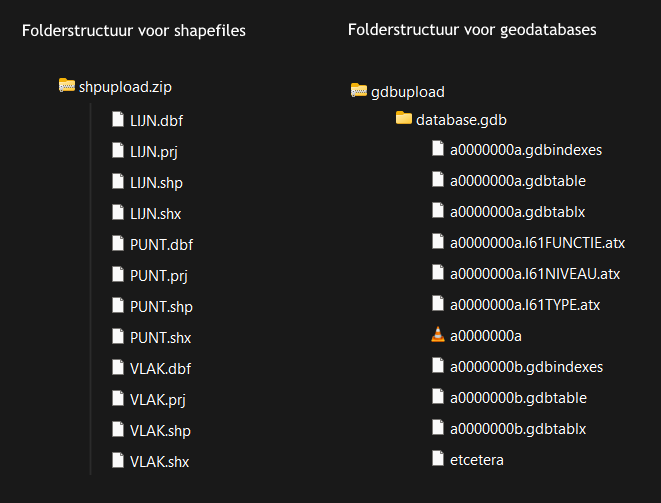 Folderstructuur voor shapefiles
shpupload.zip
LIJN.dbf
LIJN.prj
LIJN.shp
LIJN.shx
PUNT.dbf
PUNT.prj
PUNT.shp
PUNT.shx
VLAK.dbf
VLAK.prj
VLAK.shp
VLAK.shx
Folderstructuur voor geodatabases
gdbupload
database.gdb
a0000000a.gdbindexes
a0000000a.gdbtable
a0000000a.gdbtablx
a0000000a.I61FUNCTIE.atx
a0000000a.I61NIVEAU.atx
a0000000a.I61TYPE.atx
a0000000a
a0000000b.gdbindexes
a0000000b.gdbtable
a0000000b.gdbtablx
etcetera